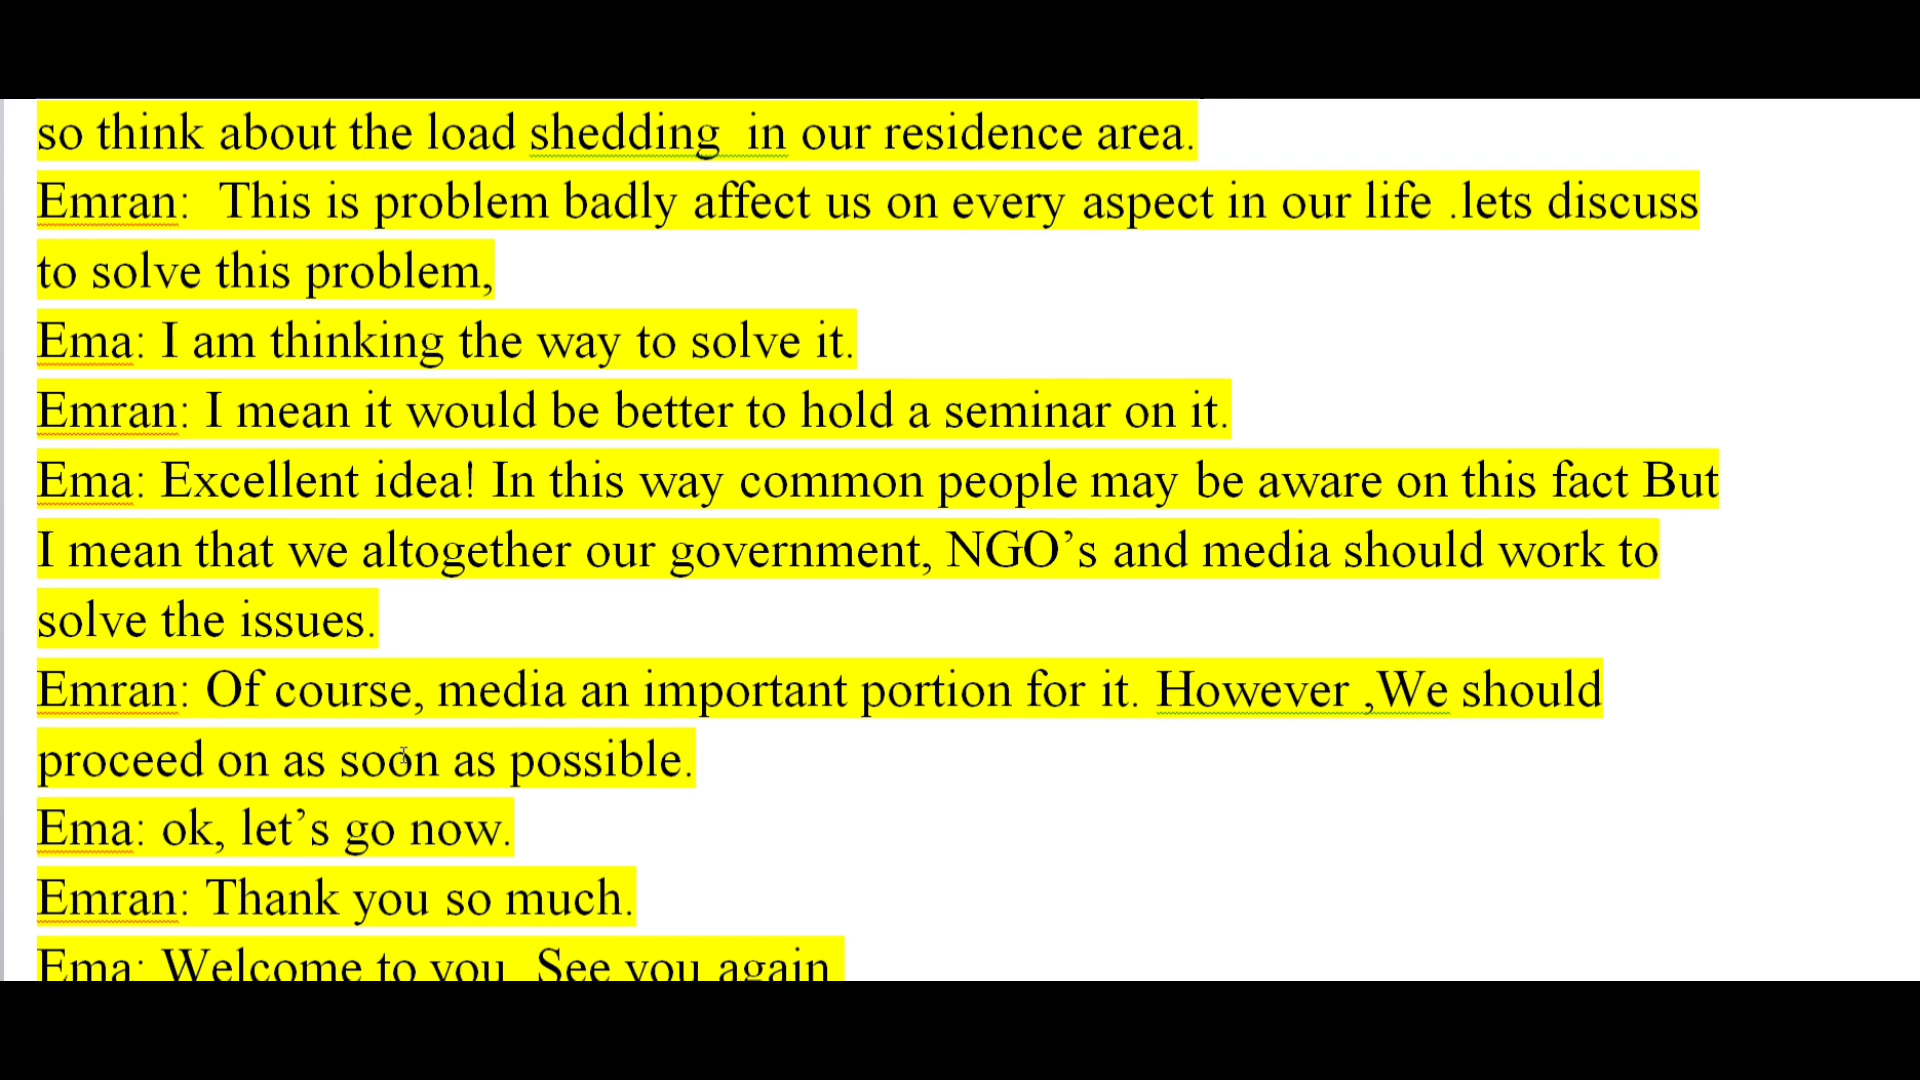 so think about the load shedding  in our residence area.
Emran:  This is problem badly affect us on every aspect in our life .lets discuss
to solve this problem,
Ema: I am thinking the way to solve it.
Emran: I mean it would be better to hold a seminar on it.
Ema: Excellent idea! In this way common people may be aware on this fact But
I mean that we altogether our government, NGO’s and media should work to
solve the issues.
Emran: Of course, media an important portion for it. However ,We should
proceed on as soon as possible.
Ema: ok, let’s go now.
Emran: Thank you so much.
Ema: Welcome to you  See you again